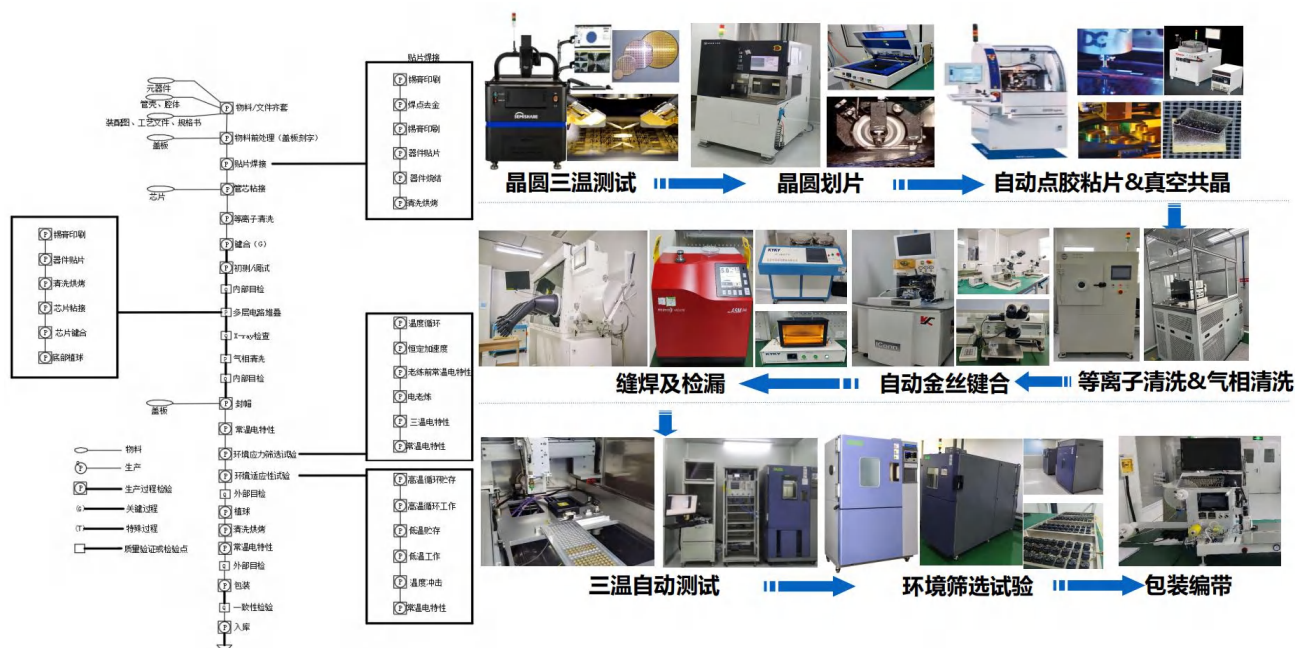 元器件
管壳、腔体
装配图、工艺文件、规格书
P 物料/文件齐套
P 物料前处理（盖板刻字）
盖板
P 贴片焊接
芯片
P 管芯粘接
P 等离子清洗
P 键合（G）
P 初测/调试
Q 内部目检
P 多层电路堆叠
Q X-ray检查
P 气相清洗
Q 内部目检
盖板
P 封帽
P 常温电特性
P 环境应力筛选试验
P 环境适应性试验
Q 外部目检
P 植球
P 清洗烘烤
P 常温电特性
Q 外部目检
P 包装
Q 一致性检验
P 入库
P 锡膏印刷
P 器件贴片
P 清洗烘烤
P 芯片粘接
P 芯片键合
P 底部植球
物料
生产
P 生产过程检验
(G) 关键过程
(T) 特殊过程
质量验证或检验点
贴片焊接
P 锡膏印刷
P 焊点去金
P 锡膏印刷
P 器件贴片
P 器件烧结
P 清洗烘烤
P 温度循环
P 恒定加速度
P 老炼前常温电特性
P 电老炼
P 三温电特性
P 常温电特性
P 高温循环贮存
P 高温循环工作
P 低温贮存
P 低温工作
P 温度冲击
P 常温电特性
SEMISHARE
晶圆三温测试
晶圆划片
自动点胶粘片&真空共晶
KYKY
KYKY
缝焊及检漏
自动金丝键合
等离子清洗&气相清洗
三温自动测试
环境筛选试验
包装编带